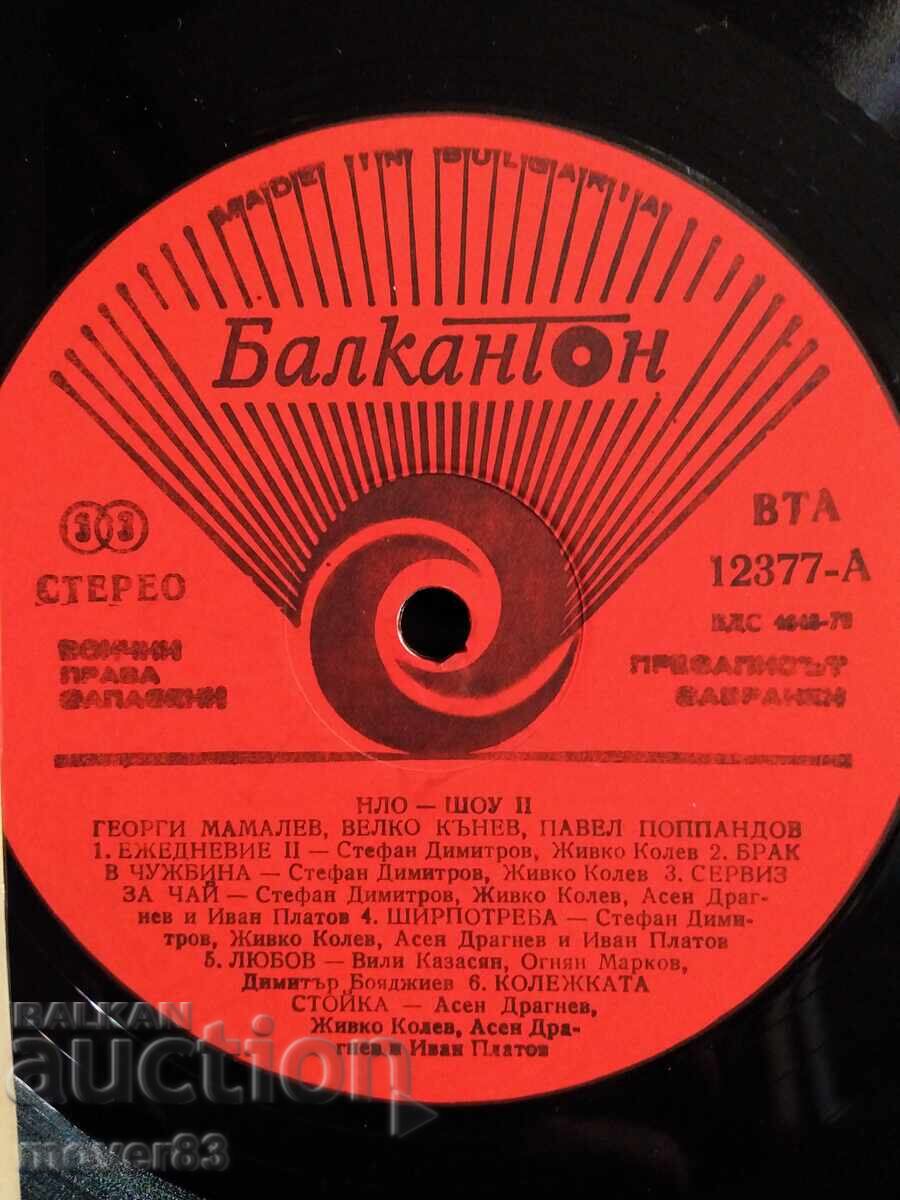 MADE IN BULGARIA
Балкантон
33
СТЕРЕО
ВСИЧКИ
ПРАВА
ЗАПАЗЕНИ
ВТА
12377-А
БДС
ПРЕЗАПИСЪТ
ЗАБРАНЕН
НЛО — ШОУ II
ГЕОРГИ МАМАЛЕВ, ВЕЛКО КЪНЕВ, ПАВЕЛ ПОППАНДОВ
1. ЕЖЕДНЕВИЕ II — Стефан Димитров, Живко Колев 2. БРАК
В ЧУЖБИНА — Стефан Димитров, Живко Колев 3. СЕРВИЗ
ЗА ЧАЙ — Стефан Димитров, Живко Колев, Асен Драг-
нев и Иван Платов 4. ШИРПОТРЕБА — Стефан Дими-
тров, Живко Колев, Асен Драгнев и Иван Платов
5. ЛЮБОВ — Вили Казасян, Огнян Марков,
Димитър Бояджиев 6. КОЛЕЖКАТА
СТОЙКА — Асен Драгнев,
Живко Колев, Асен Дра-
гнев и Иван Платов
BALKAN
auction
mover83